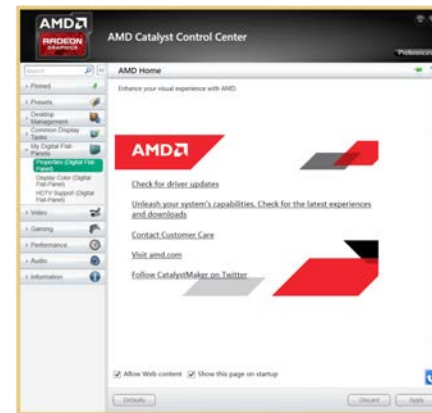 AMD
RADEON
GRAPHICS
AMD Catalyst Control Center
Preferences
Search
AMD Home
Pinned
Presets
Desktop
Management
Common Display
Tasks
My Digital Flat-
Panels
Properties (Digital Flat-
Panel)
Display Color (Digital
Flat-Panel)
HDTV Support (Digital
Flat-Panel)
Video
Gaming
Performance
Audio
Information
Enhance your visual experience with AMD.
AMD
Check for driver updates
Unleash your system's capabilities. Check for the latest experiences
and downloads
Contact Customer Care
Visit amd.com
Follow CatalystMaker on Twitter
Allow Web content
Show this page on startup
Defaults
Discard
Apply